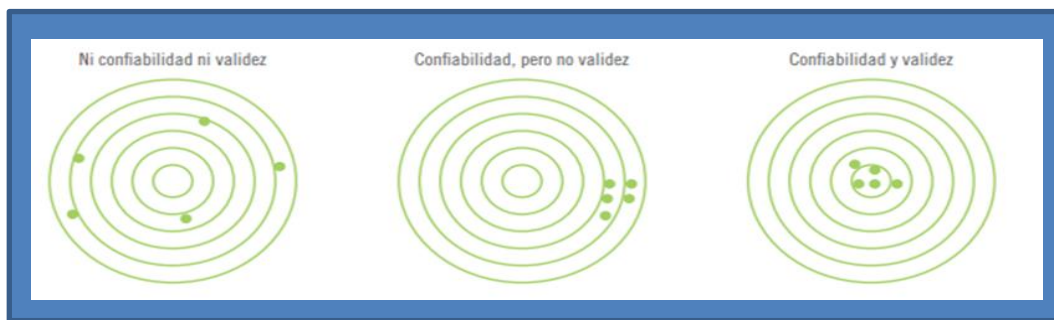 Ni confiabilidad ni validez
Confiabilidad, pero no validez
Confiabilidad y validez